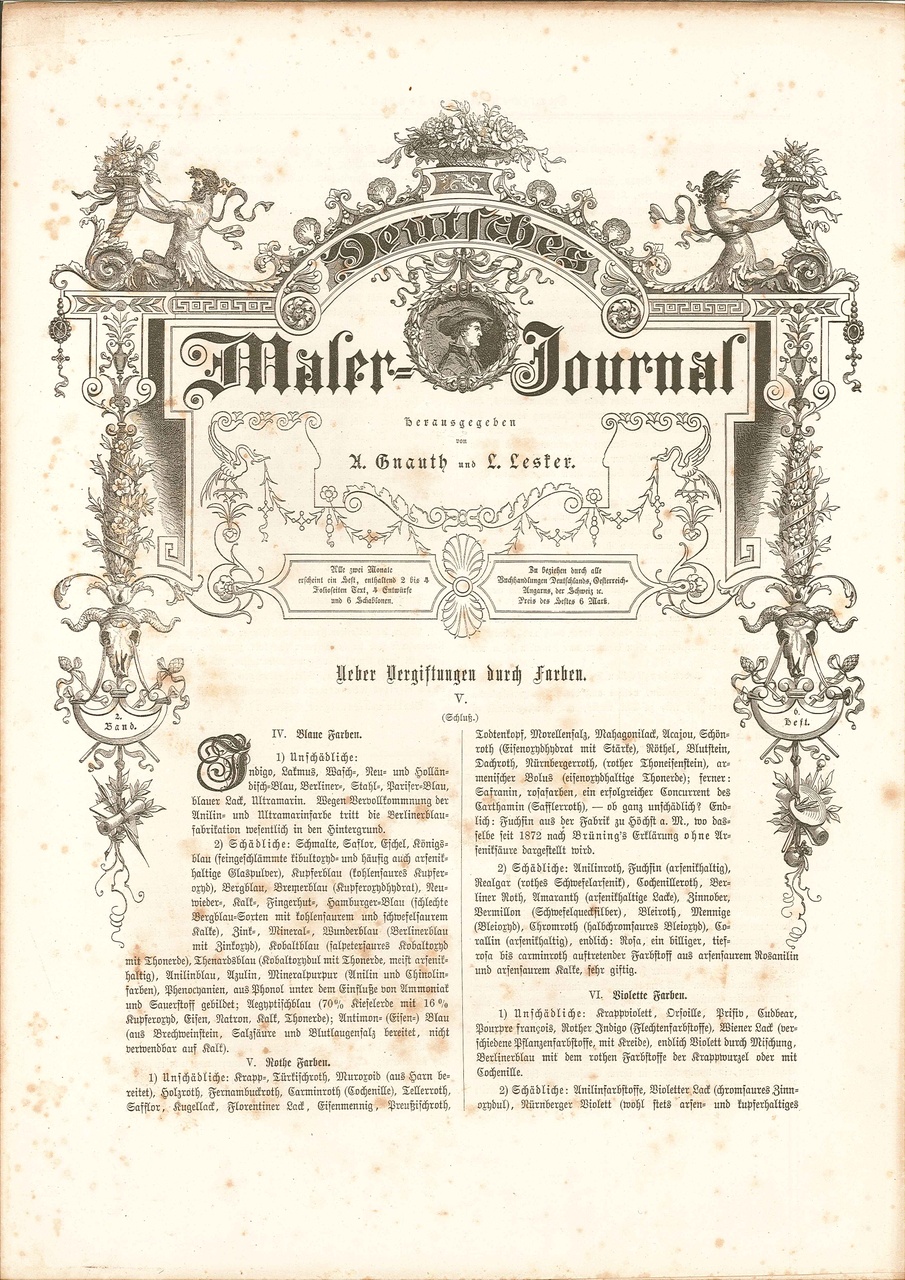 Deutsches
Maler-Journal
Herausgegeben
von
A. Gnauth und L. Lesker.
Alle zwei Monate
erscheint ein Heft, enthaltend 2 bis 4
Folioseiten Text, 4 Entwürfe
und 6 Schablonen.
Zu beziehen durch alle
Buchhandlungen Deutschlands, Oesterreich-
Ungarns, der Schweiz ꝛc.
Preis des Heftes 6 Mark.
2.
Band.
6.
Heft.
Ueber Vergiftungen durch Farben.
V.
(Schluß.)
IV. Blaue Farben.
1) Unschädliche:
Indigo, Lakmus, Wasch-, Neu- und Hollän-
disch-Blau, Berliner-, Stahl-, Pariser-Blau,
blauer Lack, Ultramarin. Wegen Vervollkommnung der
Anilin- und Ultramarinfarbe tritt die Berlinerblau-
fabrikation wesentlich in den Hintergrund.
2) Schädliche: Schmalte, Saflor, Eschel, Königs-
blau (feingeschlämmte kibultoxyd- und häufig auch arsenik-
haltige Glaspulver), Kupferblau (kohlensaures Kupfer-
oxyd), Bergblau, Bremerblau (Kupferoxydhydrat), Neu-
wieder-, Kalk-, Fingerhut-, Hamburger-Blau (schlechte
Bergblau-Sorten mit kohlensaurem und schwefelsaurem
Kalke), Zink-, Mineral-, Wunderblau (Berlinerblau
mit Zinkoxyd), Kobaltblau (salpetersaures Kobaltoxyd
mit Thonerde), Thenardsblau (Kobaltoxydul mit Thonerde, meist arsenik-
haltig), Anilinblau, Azulin, Mineralpurpur (Anilin und Chinolin-
farben), Phenocyanien, aus Phonol unter dem Einfluße von Ammoniak
und Sauerstoff gebildet; Aegyptischblau (70% Kieselerde mit 16%
Kupferoxyd, Eisen, Natron, Kalk, Thonerde); Antimon- (Eisen-) Blau
(aus Brechweinstein, Salzsäure und Blutlaugensalz bereitet, nicht
verwendbar auf Kalk).
V. Rothe Farben.
1) Unschädliche: Krapp-, Türkischroth, Muroxoid (aus Harn be-
reitet), Holzroth, Fernambuckroth, Carminroth (Cochenille), Tellerroth,
Safflor, Kugellack, Florentiner Lack, Eisenmennig, Preußischroth,
Todtenkopf, Morellensalz, Mahagonilack, Acajou, Schön-
roth (Eisenoxydhydrat mit Stärke), Röthel, Blutstein,
Dachroth, Nürnbergerroth, (rother Thoneisenstein), ar-
menischer Bolus (eisenoxydhaltige Thonerde); ferner:
Safranin, rosafarben, ein erfolgreicher Concurrent des
Carthamin (Safflerroth), — ob ganz unschädlich? End-
lich: Fuchsin aus der Fabrik zu Höchst a. M., wo das-
selbe seit 1872 nach Brüning's Erklärung ohne Ar-
seniksäure dargestellt wird.
2) Schädliche: Anilinroth, Fuchsin (arsenikhaltig),
Realgar (rothes Schwefelarsenik), Cochenilleroth, Ber-
liner Roth, Amaranth (arsenikhaltige Lacke), Zinnober,
Vermillon (Schwefelquecksilber), Bleiroth, Mennige
(Bleioxyd), Chromroth (halbchromsaures Bleioxyd), Co-
rallin (arsenikhaltig), endlich: Rosa, ein billiger, tief-
rosa bis carminroth auftretender Farbstoff aus arsensaurem Rosanilin
und arsensaurem Kalke, sehr giftig.
VI. Violette Farben.
1) Unschädliche: Krappviolett, Orsoille, Prisiv, Cudbear,
Pourpre françois, Rother Indigo (Flechtenfarbstoffe), Wiener Lack (ver-
schiedene Pflanzenfarbstoffe, mit Kreide), endlich Violett durch Mischung,
Berlinerblau mit dem rothen Farbstoffe der Krappwurzel oder mit
Cochenille.
2) Schädliche: Anilinfarbstoffe, Violetter Lack (chromsaures Zinn-
oxydul), Nürnberger Violett (wohl stets arsen- und kupferhaltiges